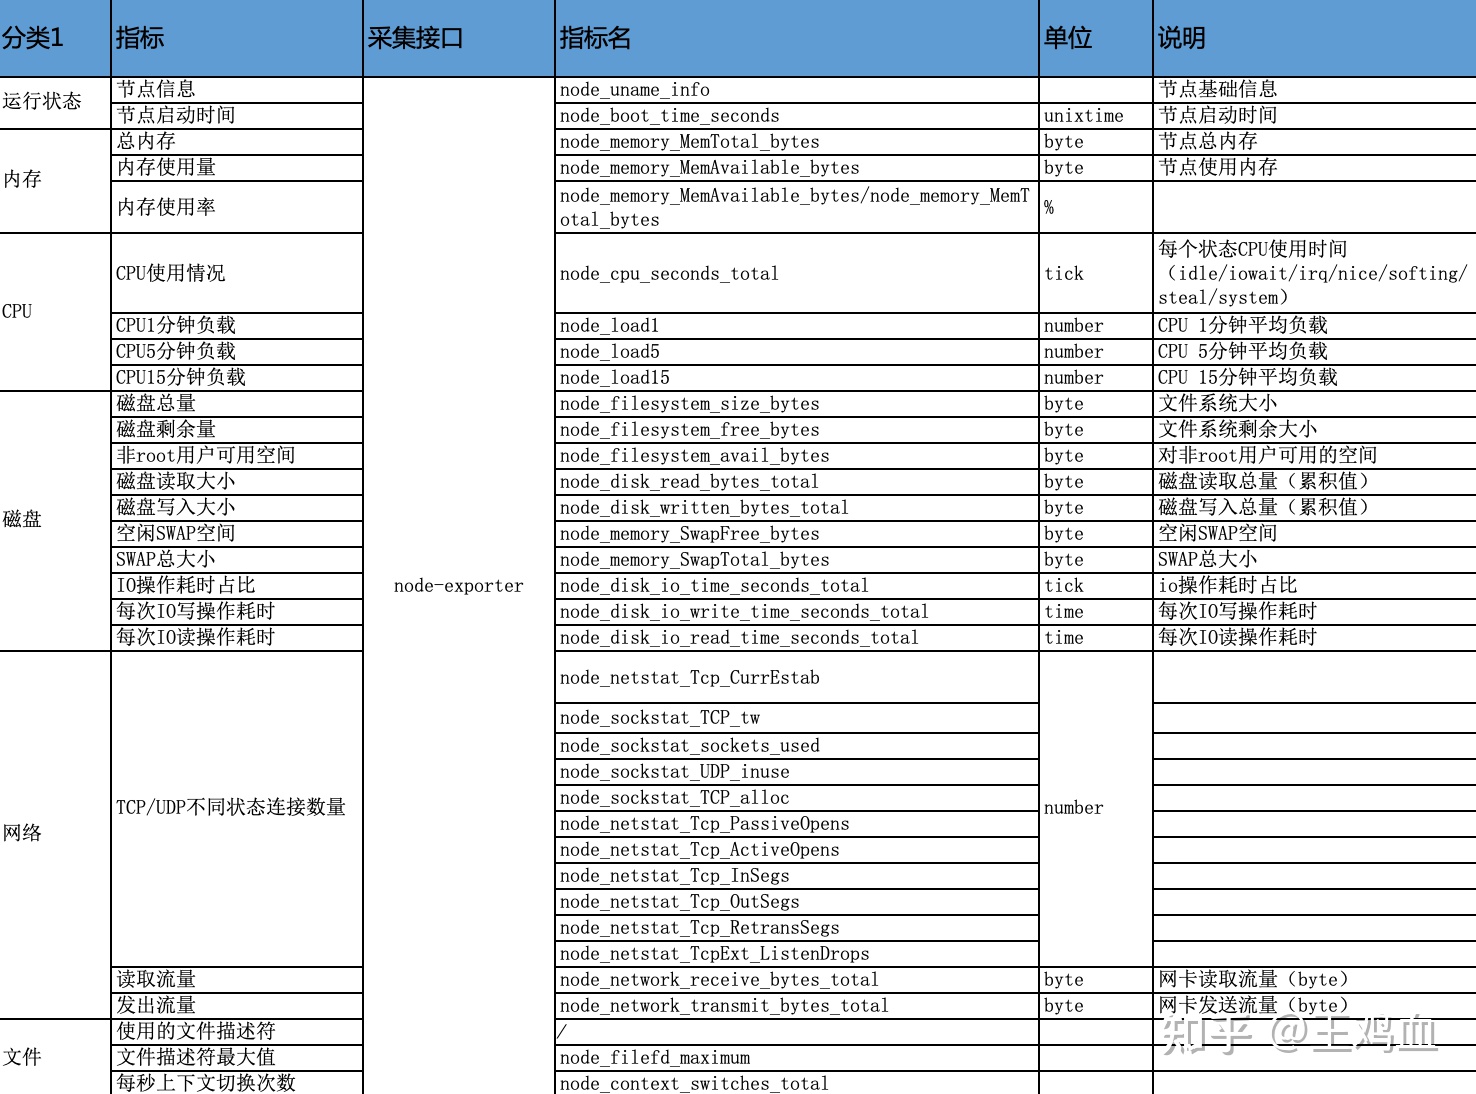 分类1 指标 采集接口 指标名 单位 说明
运行状态 节点信息 node_uname_info 节点基础信息
节点启动时间 node_boot_time_seconds unixtime 节点启动时间
内存 总内存 node_memory_MemTotal_bytes byte 节点总内存
内存使用量 node_memory_MemAvailable_bytes byte 节点使用内存
内存使用率 node_memory_MemAvailable_bytes/node_memory_MemT
otal_bytes %
CPU CPU使用情况 node_cpu_seconds_total tick 每个状态CPU使用时间
（idle/iowait/irq/nice/softing/
steal/system）
CPU1分钟负载 node_load1 number CPU 1分钟平均负载
CPU5分钟负载 node_load5 number CPU 5分钟平均负载
CPU15分钟负载 node_load15 number CPU 15分钟平均负载
磁盘 磁盘总量 node_filesystem_size_bytes byte 文件系统大小
磁盘剩余量 node_filesystem_free_bytes byte 文件系统剩余大小
非root用户可用空间 node_filesystem_avail_bytes byte 对非root用户可用的空间
磁盘读取大小 node_disk_read_bytes_total byte 磁盘读取总量（累积值）
磁盘写入大小 node_disk_written_bytes_total byte 磁盘写入总量（累积值）
空闲SWAP空间 node_memory_SwapFree_bytes byte 空闲SWAP空间
SWAP总大小 node_memory_SwapTotal_bytes byte SWAP总大小
IO操作耗时占比 node-exporter node_disk_io_time_seconds_total tick io操作耗时占比
每次IO写操作耗时 node_disk_io_write_time_seconds_total time 每次IO写操作耗时
每次IO读操作耗时 node_disk_io_read_time_seconds_total time 每次IO读操作耗时
网络 TCP/UDP不同状态连接数量 node_netstat_Tcp_CurrEstab number
node_sockstat_TCP_tw
node_sockstat_sockets_used
node_sockstat_UDP_inuse
node_sockstat_TCP_alloc
node_netstat_Tcp_PassiveOpens
node_netstat_Tcp_ActiveOpens
node_netstat_Tcp_InSegs
node_netstat_Tcp_OutSegs
node_netstat_Tcp_RetransSegs
node_netstat_TcpExt_ListenDrops
读取流量 node_network_receive_bytes_total byte 网卡读取流量（byte）
发出流量 node_network_transmit_bytes_total byte 网卡发送流量（byte）
文件 使用的文件描述符 /
文件描述符最大值 node_filefd_maximum
每秒上下文切换次数 node_context_switches_total
知乎 @王鸡血